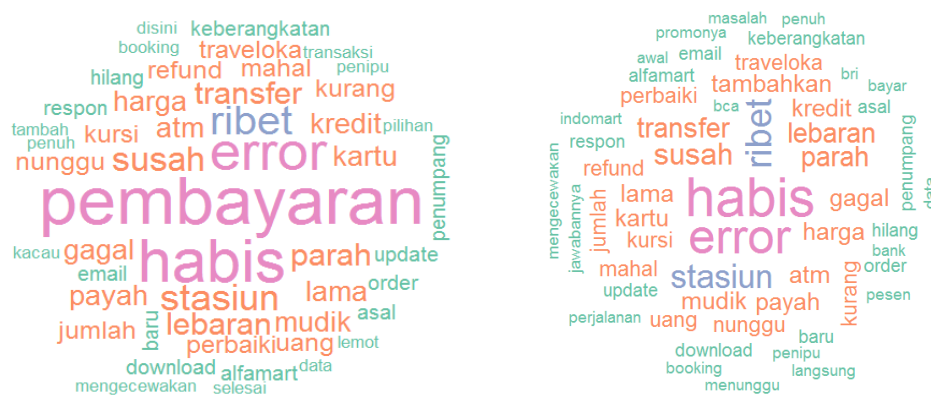 disini keberangkatan
booking traveloka transaksi
hilang refund mahal penipu
respon harga transfer kurang
tambah kursi atm ribet kredit pilihan
penuh
nunggu susah error kartu
pembayaran penumpang
kacau gagal habis parah update
email
payah stasiun lama order
jumlah baru lebaran mudik asal
perbaiki uang lemot
download alfamart data
mengecewakan selesai
masalah penuh
promonya keberangkatan
awal email traveloka
alfamart tambahkan bri
perbaiki bca kredit asal bayar
indomart transfer ribet lebaran
respon susah parah penumpang
mengecewakan refund
jawabannya jumlah lama habis gagal data
kartu
kursi error harga hilang
mahal stasiun atm bank
update order
perjalanan uang mudik payah kurang pesen
nunggu baru
download penipu
booking langsung
menunggu